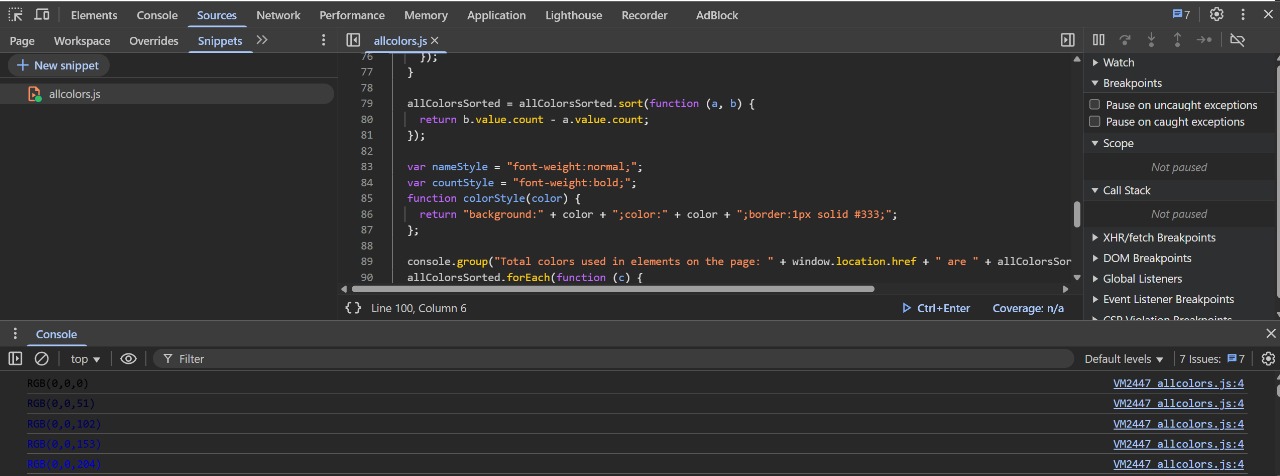 Elements Console Sources Network Performance Memory Application Lighthouse Recorder AdBlock 7
Page Workspace Overrides Snippets allcolors.js
New snippet
allcolors.js
76 });
77 }
78
79 allColorsSorted = allColorsSorted.sort(function (a, b) {
80 return b.value.count - a.value.count;
81 });
82
83 var nameStyle = "font-weight:normal;";
84 var countStyle = "font-weight:bold;";
85 function colorStyle(color) {
86 return "background:" + color + ";color:" + color + ";border:1px solid #333;";
87 };
88
89 console.group("Total colors used in elements on the page: " + window.location.href + " are " + allColorsSor
90 allColorsSorted.forEach(function (c) {
{} Line 100, Column 6 Ctrl+Enter Coverage: n/a
Watch
Breakpoints
Pause on uncaught exceptions
Pause on caught exceptions
Scope
Not paused
Call Stack
Not paused
XHR/fetch Breakpoints
DOM Breakpoints
Global Listeners
Event Listener Breakpoints
CSP Violation Breakpoints
Console
top Filter Default levels 7 Issues: 7
RGB(0,0,0) VM2447 allcolors.js:4
RGB(0,0,51) VM2447 allcolors.js:4
RGB(0,0,102) VM2447 allcolors.js:4
RGB(0,0,153) VM2447 allcolors.js:4
RGB(0,0,204) VM2447 allcolors.js:4